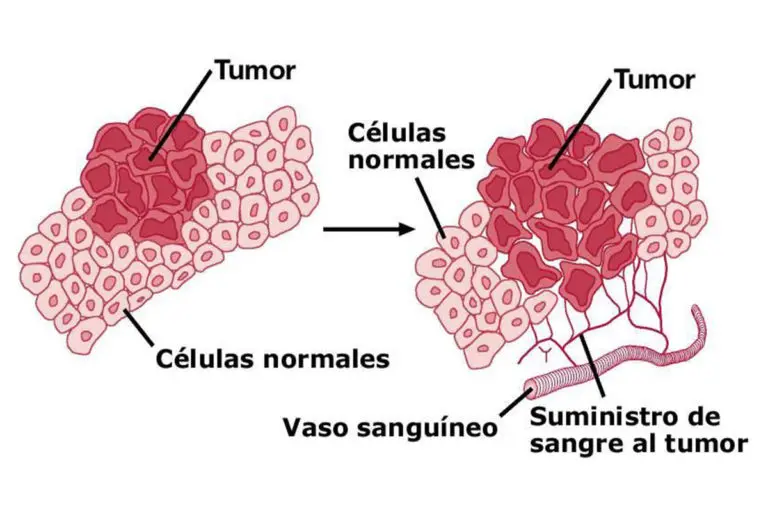 Tumor
Células normales
Tumor
Células
normales
Vaso sanguíneo
Suministro de
sangre al tumor